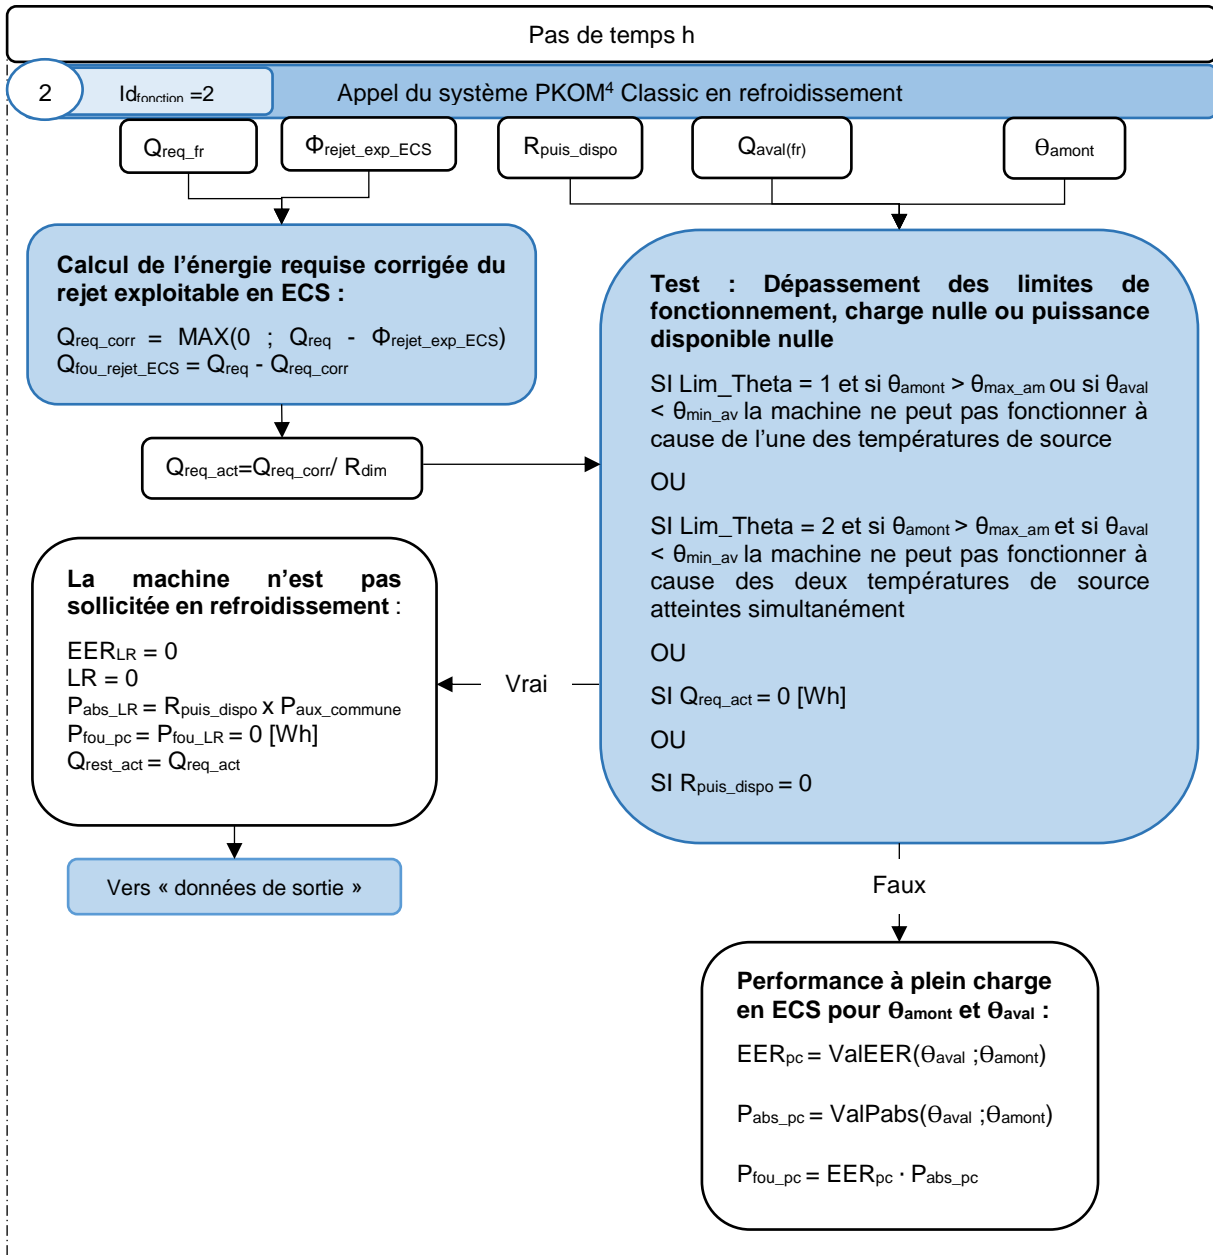 Pas de temps h
2
Idfonction =2
Appel du système PKOM⁴ Classic en refroidissement
Qreq_fr
Φrejet_exp_ECS
Rpuis_dispo
Qaval(fr)
θamont
Calcul de l’énergie requise corrigée du
rejet exploitable en ECS :
Qreq_corr = MAX(0 ; Qreq - Φrejet_exp_ECS)
Qfou_rejet_ECS = Qreq - Qreq_corr
Qreq_act=Qreq_corr/ Rdim
Test : Dépassement des limites de
fonctionnement, charge nulle ou puissance
disponible nulle
SI Lim_Theta = 1 et si θamont > θmax_am ou si θaval
< θmin_av la machine ne peut pas fonctionner à
cause de l’une des températures de source
OU
SI Lim_Theta = 2 et si θamont > θmax_am et si θaval
< θmin_av la machine ne peut pas fonctionner à
cause des deux températures de source
atteintes simultanément
OU
SI Qreq_act = 0 [Wh]
OU
SI Rpuis_dispo = 0
Vrai
La machine n’est pas
sollicitée en refroidissement :
EERLR = 0
LR = 0
Pabs_LR = Rpuis_dispo x Paux_commune
Pfou_pc = Pfou_LR = 0 [Wh]
Qrest_act = Qreq_act
Vers « données de sortie »
Faux
Performance à plein charge
en ECS pour θamont et θaval :
EERpc = ValEER(θaval ;θamont)
Pabs_pc = ValPabs(θaval ;θamont)
Pfou_pc = EERpc · Pabs_pc